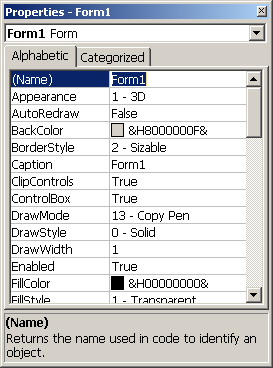 Properties - Form1
Form1 Form
Alphabetic Categorized
(Name) Form1
Appearance 1 - 3D
AutoRedraw False
BackColor &H8000000F&
BorderStyle 2 - Sizable
Caption Form1
ClipControls True
ControlBox True
DrawMode 13 - Copy Pen
DrawStyle 0 - Solid
DrawWidth 1
Enabled True
FillColor &H00000000&
FillStyle 1 - Transparent
(Name)
Returns the name used in code to identify an
object.